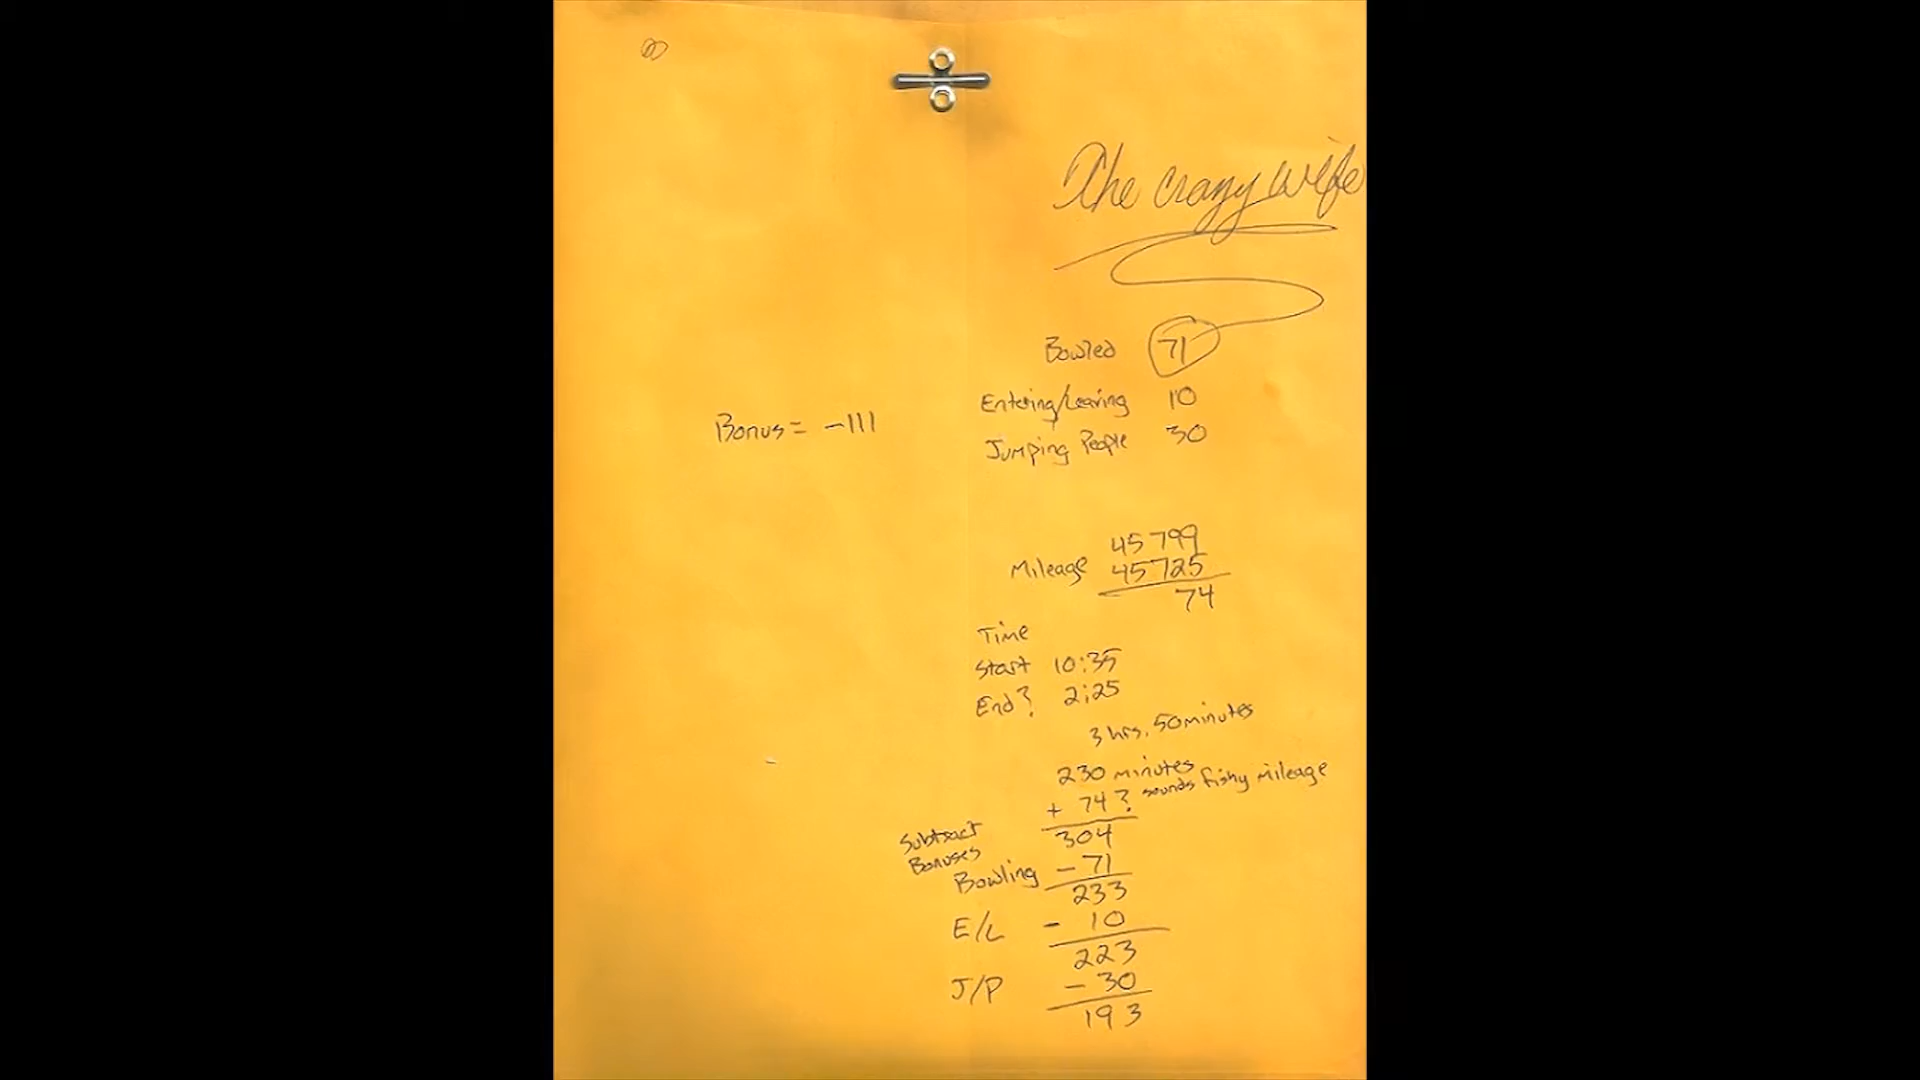 The crazy wife
Bowled 71
Entering/Leaving 10
Bonus = -111
Jumping People 30
45799
Mileage 45725
74
Time
Start 10:35
End? 2:25
3 hrs, 50 minutes
230 minutes
+ 74? sounds fishy mileage
Subtract 304
Bonuses
Bowling - 71
233
E/L - 10
223
J/P - 30
193